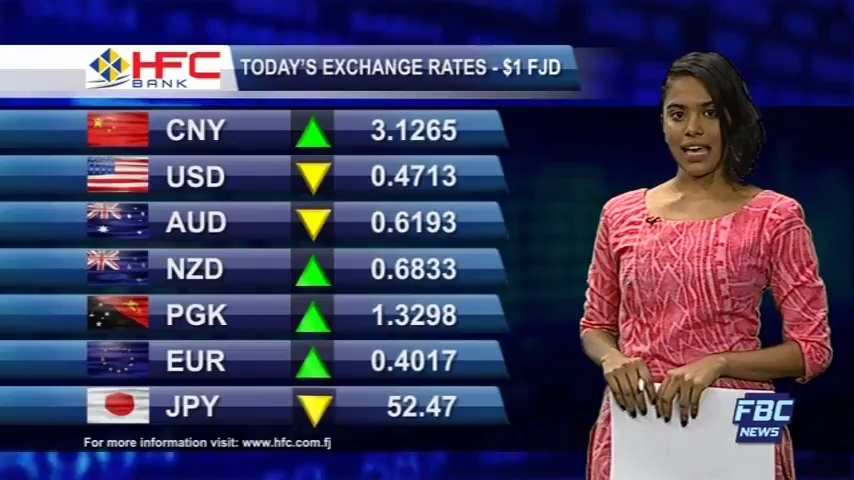 HFC
BANK
TODAY'S EXCHANGE RATES - $1 FJD
CNY 3.1265
USD 0.4713
AUD 0.6193
NZD 0.6833
PGK 1.3298
EUR 0.4017
JPY 52.47
For more information visit: www.hfc.com.fj
FBC
NEWS